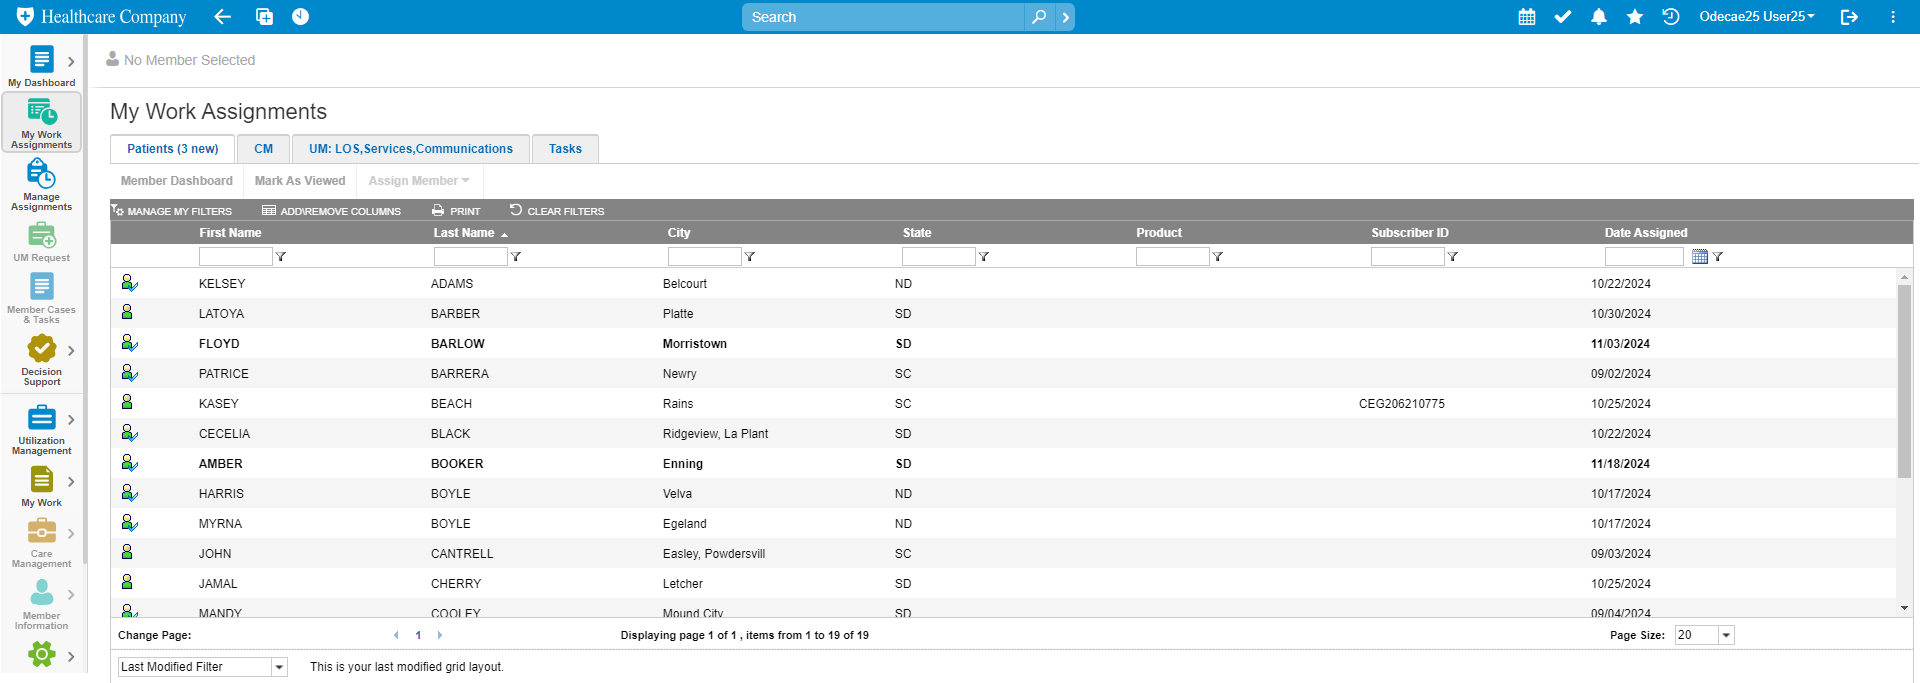 Healthcare Company
Search
Odecae25 User25
No Member Selected
My Dashboard
My Work
Assignments
Manage
Assignments
UM Request
Member Cases
& Tasks
Decision
Support
Utilization
Management
My Work
Care
Management
Member
Information
My Work Assignments
Patients (3 new) CM UM: LOS,Services,Communications Tasks
Member Dashboard Mark As Viewed Assign Member
MANAGE MY FILTERS ADD\REMOVE COLUMNS PRINT CLEAR FILTERS
First Name Last Name City State Product Subscriber ID Date Assigned
KELSEY ADAMS Belcourt ND 10/22/2024
LATOYA BARBER Platte SD 10/30/2024
FLOYD BARLOW Morristown SD 11/03/2024
PATRICE BARRERA Newry SC 09/02/2024
KASEY BEACH Rains SC CEG206210775 10/25/2024
CECELIA BLACK Ridgeview, La Plant SD 10/22/2024
AMBER BOOKER Enning SD 11/18/2024
HARRIS BOYLE Velva ND 10/17/2024
MYRNA BOYLE Egeland ND 10/17/2024
JOHN CANTRELL Easley, Powdersvill SC 09/03/2024
JAMAL CHERRY Letcher SD 10/25/2024
MANDY COOLEY Mound City SD 09/04/2024
Change Page: 1 Displaying page 1 of 1 , items from 1 to 19 of 19 Page Size: 20
Last Modified Filter This is your last modified grid layout.